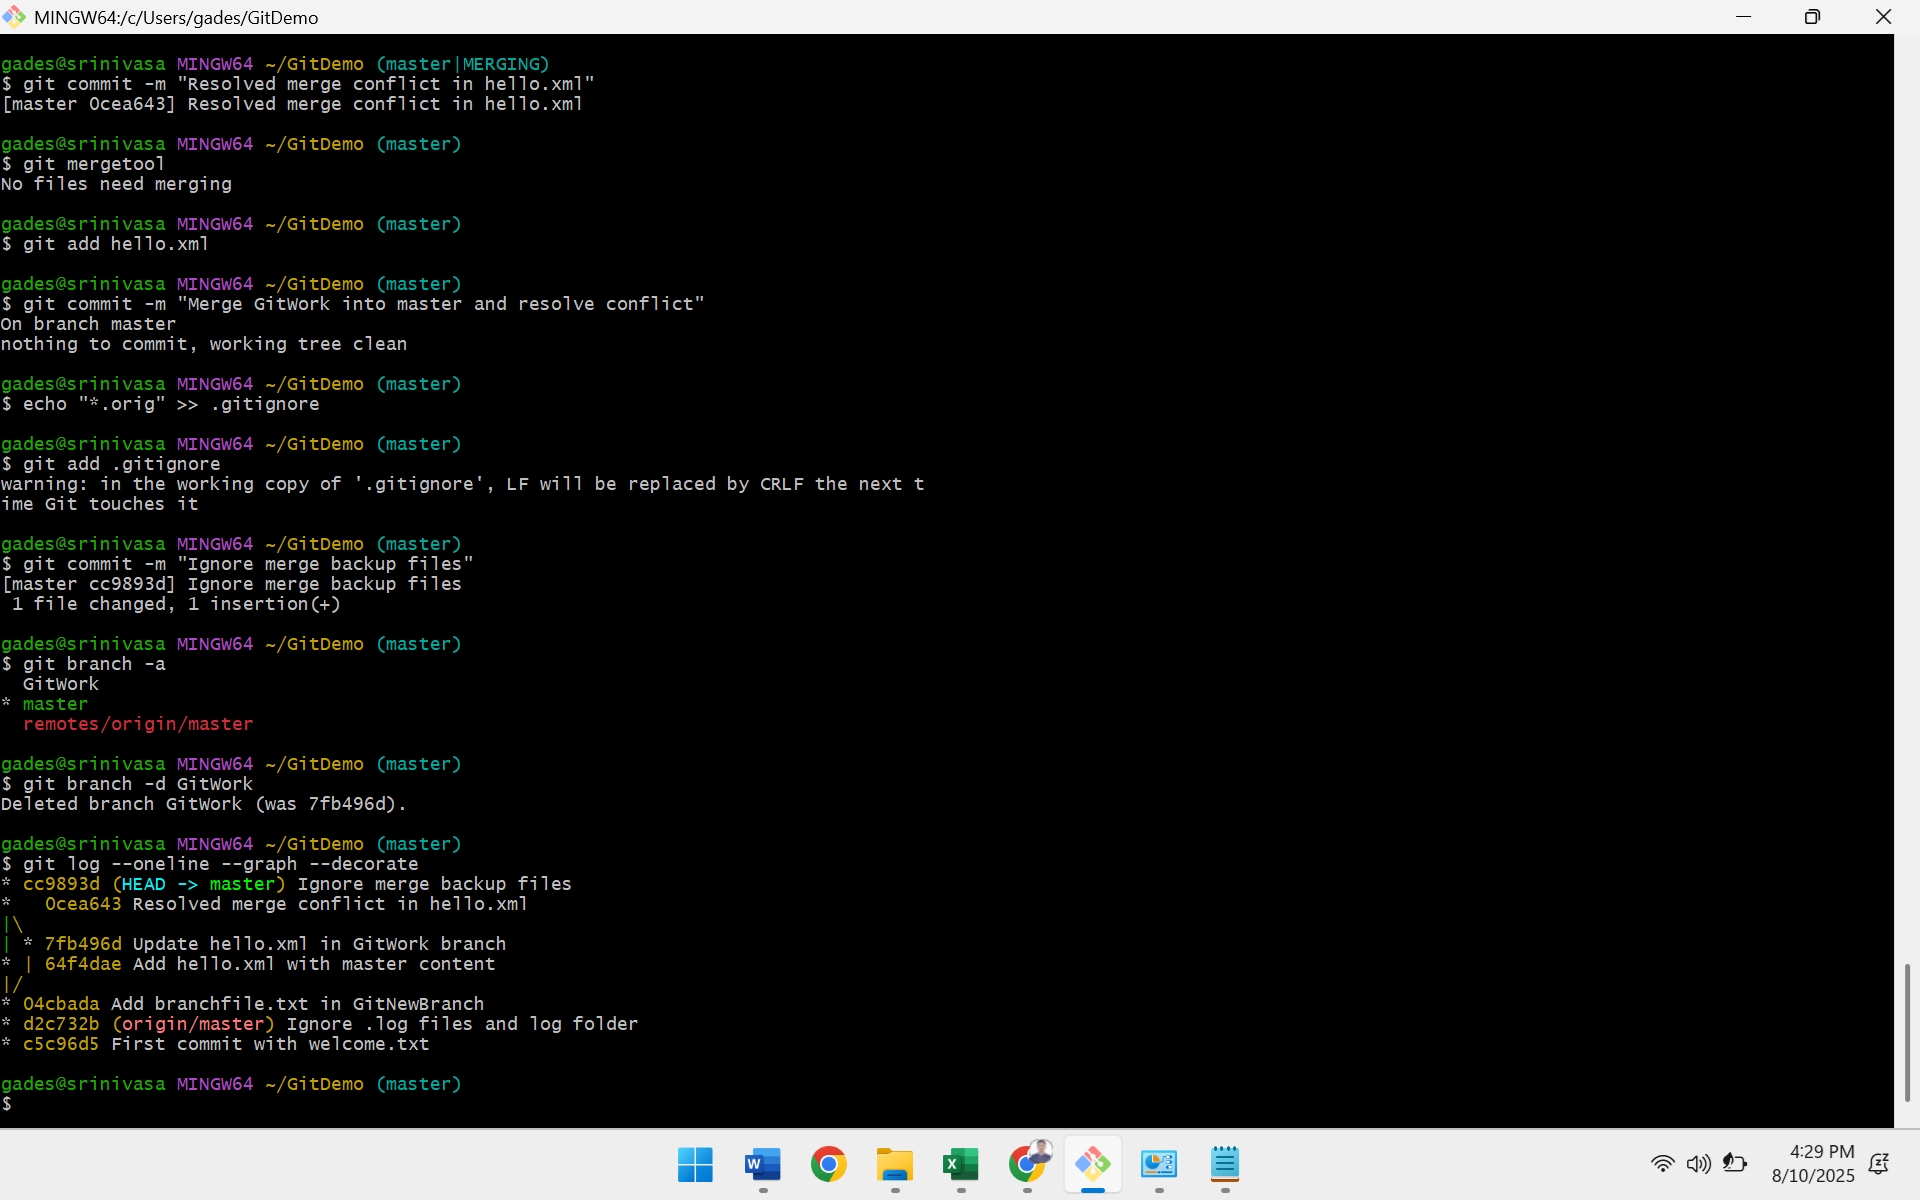 MINGW64:/c/Users/gades/GitDemo
gades@srinivasa MINGW64 ~/GitDemo (master|MERGING)
$ git commit -m "Resolved merge conflict in hello.xml"
[master 0cea643] Resolved merge conflict in hello.xml
gades@srinivasa MINGW64 ~/GitDemo (master)
$ git mergetool
No files need merging
gades@srinivasa MINGW64 ~/GitDemo (master)
$ git add hello.xml
gades@srinivasa MINGW64 ~/GitDemo (master)
$ git commit -m "Merge GitWork into master and resolve conflict"
On branch master
nothing to commit, working tree clean
gades@srinivasa MINGW64 ~/GitDemo (master)
$ echo "*.orig" >> .gitignore
gades@srinivasa MINGW64 ~/GitDemo (master)
$ git add .gitignore
warning: in the working copy of '.gitignore', LF will be replaced by CRLF the next t
ime Git touches it
gades@srinivasa MINGW64 ~/GitDemo (master)
$ git commit -m "Ignore merge backup files"
[master cc9893d] Ignore merge backup files
 1 file changed, 1 insertion(+)
gades@srinivasa MINGW64 ~/GitDemo (master)
$ git branch -a
  GitWork
* master
  remotes/origin/master
gades@srinivasa MINGW64 ~/GitDemo (master)
$ git branch -d GitWork
Deleted branch GitWork (was 7fb496d).
gades@srinivasa MINGW64 ~/GitDemo (master)
$ git log --oneline --graph --decorate
* cc9893d (HEAD -> master) Ignore merge backup files
*   0cea643 Resolved merge conflict in hello.xml
|\
| * 7fb496d Update hello.xml in GitWork branch
* | 64f4dae Add hello.xml with master content
|/
* 04cbada Add branchfile.txt in GitNewBranch
* d2c732b (origin/master) Ignore .log files and log folder
* c5c96d5 First commit with welcome.txt
gades@srinivasa MINGW64 ~/GitDemo (master)
$
4:29 PM
8/10/2025